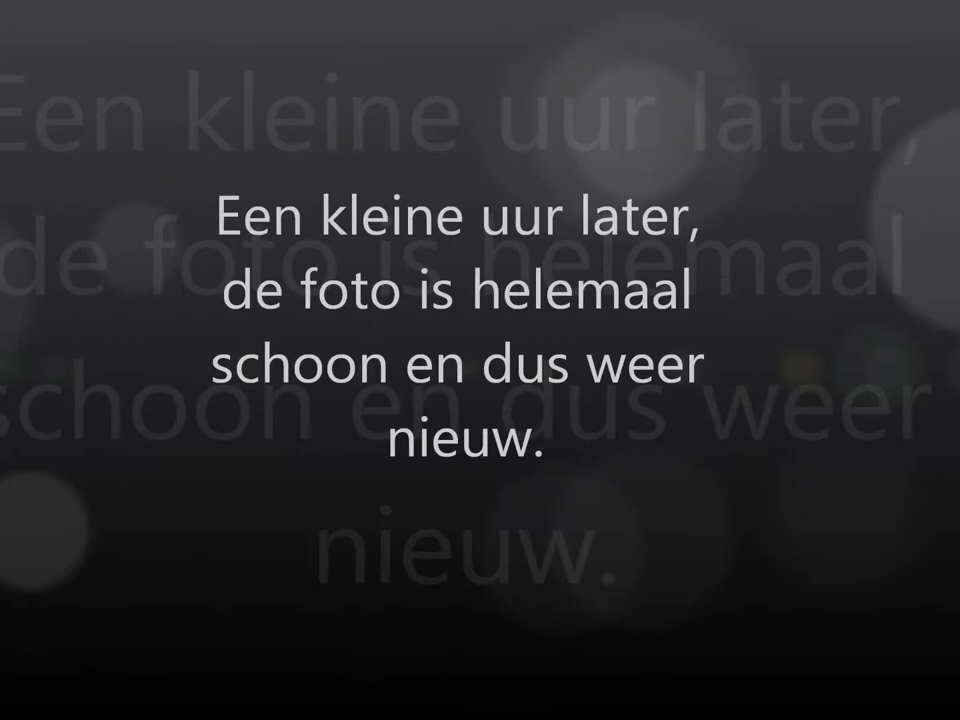 Een kleine uur later,
de foto is helemaal
schoon en dus weer
nieuw.